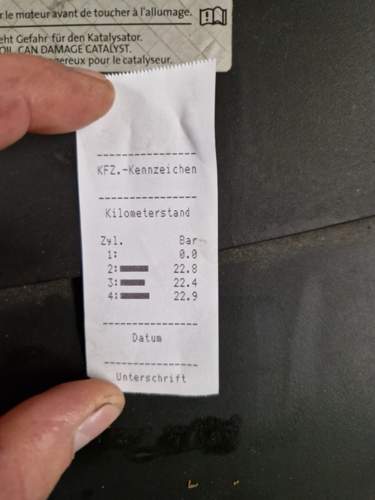 le moteur avant de toucher à l'allumage.
eht Gefahr für den Katalysator.
OIL CAN DAMAGE CATALYST.
gereux pour le catalyseur.
--------------------
KFZ.-Kennzeichen
--------------------
Kilometerstand
Zyl. Bar
1: 0.0
2: 22.8
3: 22.4
4: 22.9
--------------------
Datum
--------------------
Unterschrift